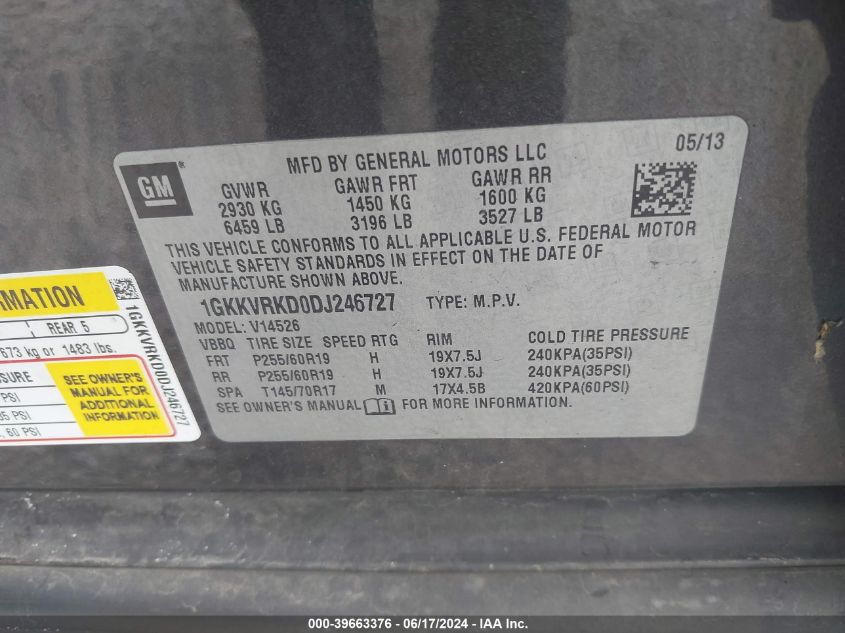 05/13
MFD BY GENERAL MOTORS LLC
GM
GVWR GAWR FRT GAWR RR
2930 KG 1450 KG 1600 KG
6459 LB 3196 LB 3527 LB
THIS VEHICLE CONFORMS TO ALL APPLICABLE U.S. FEDERAL MOTOR
VEHICLE SAFETY STANDARDS IN EFFECT ON THE DATE OF
MANUFACTURE SHOWN ABOVE.
1GKKVRKD0DJ246727 TYPE: M.P.V.
MODEL: V14526
VBBQ TIRE SIZE SPEED RTG RIM COLD TIRE PRESSURE
FRT P255/60R19 H 19X7.5J 240KPA(35PSI)
RR P255/60R19 H 19X7.5J 240KPA(35PSI)
SPA T145/70R17 M 17X4.5B 420KPA(60PSI)
SEE OWNER'S MANUAL FOR MORE INFORMATION.
RMATION
REAR 5
673 kg or 1483 lbs.
SSURE
PSI
35 PSI
60 PSI
SEE OWNER'S
MANUAL FOR
ADDITIONAL
INFORMATION
1GKKVRKD0DJ246727
000-39663376 - 06/17/2024 - IAA Inc.